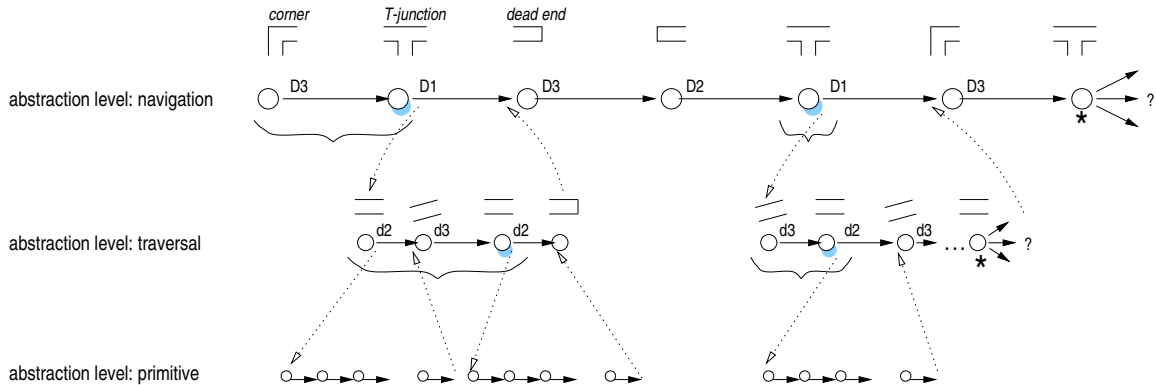 corner T-junction dead end
abstraction level: navigation D3 D1 D3 D2 D1 D3 * ?
abstraction level: traversal d2 d3 d2 d3 d2 d3 ... * ?
abstraction level: primitive